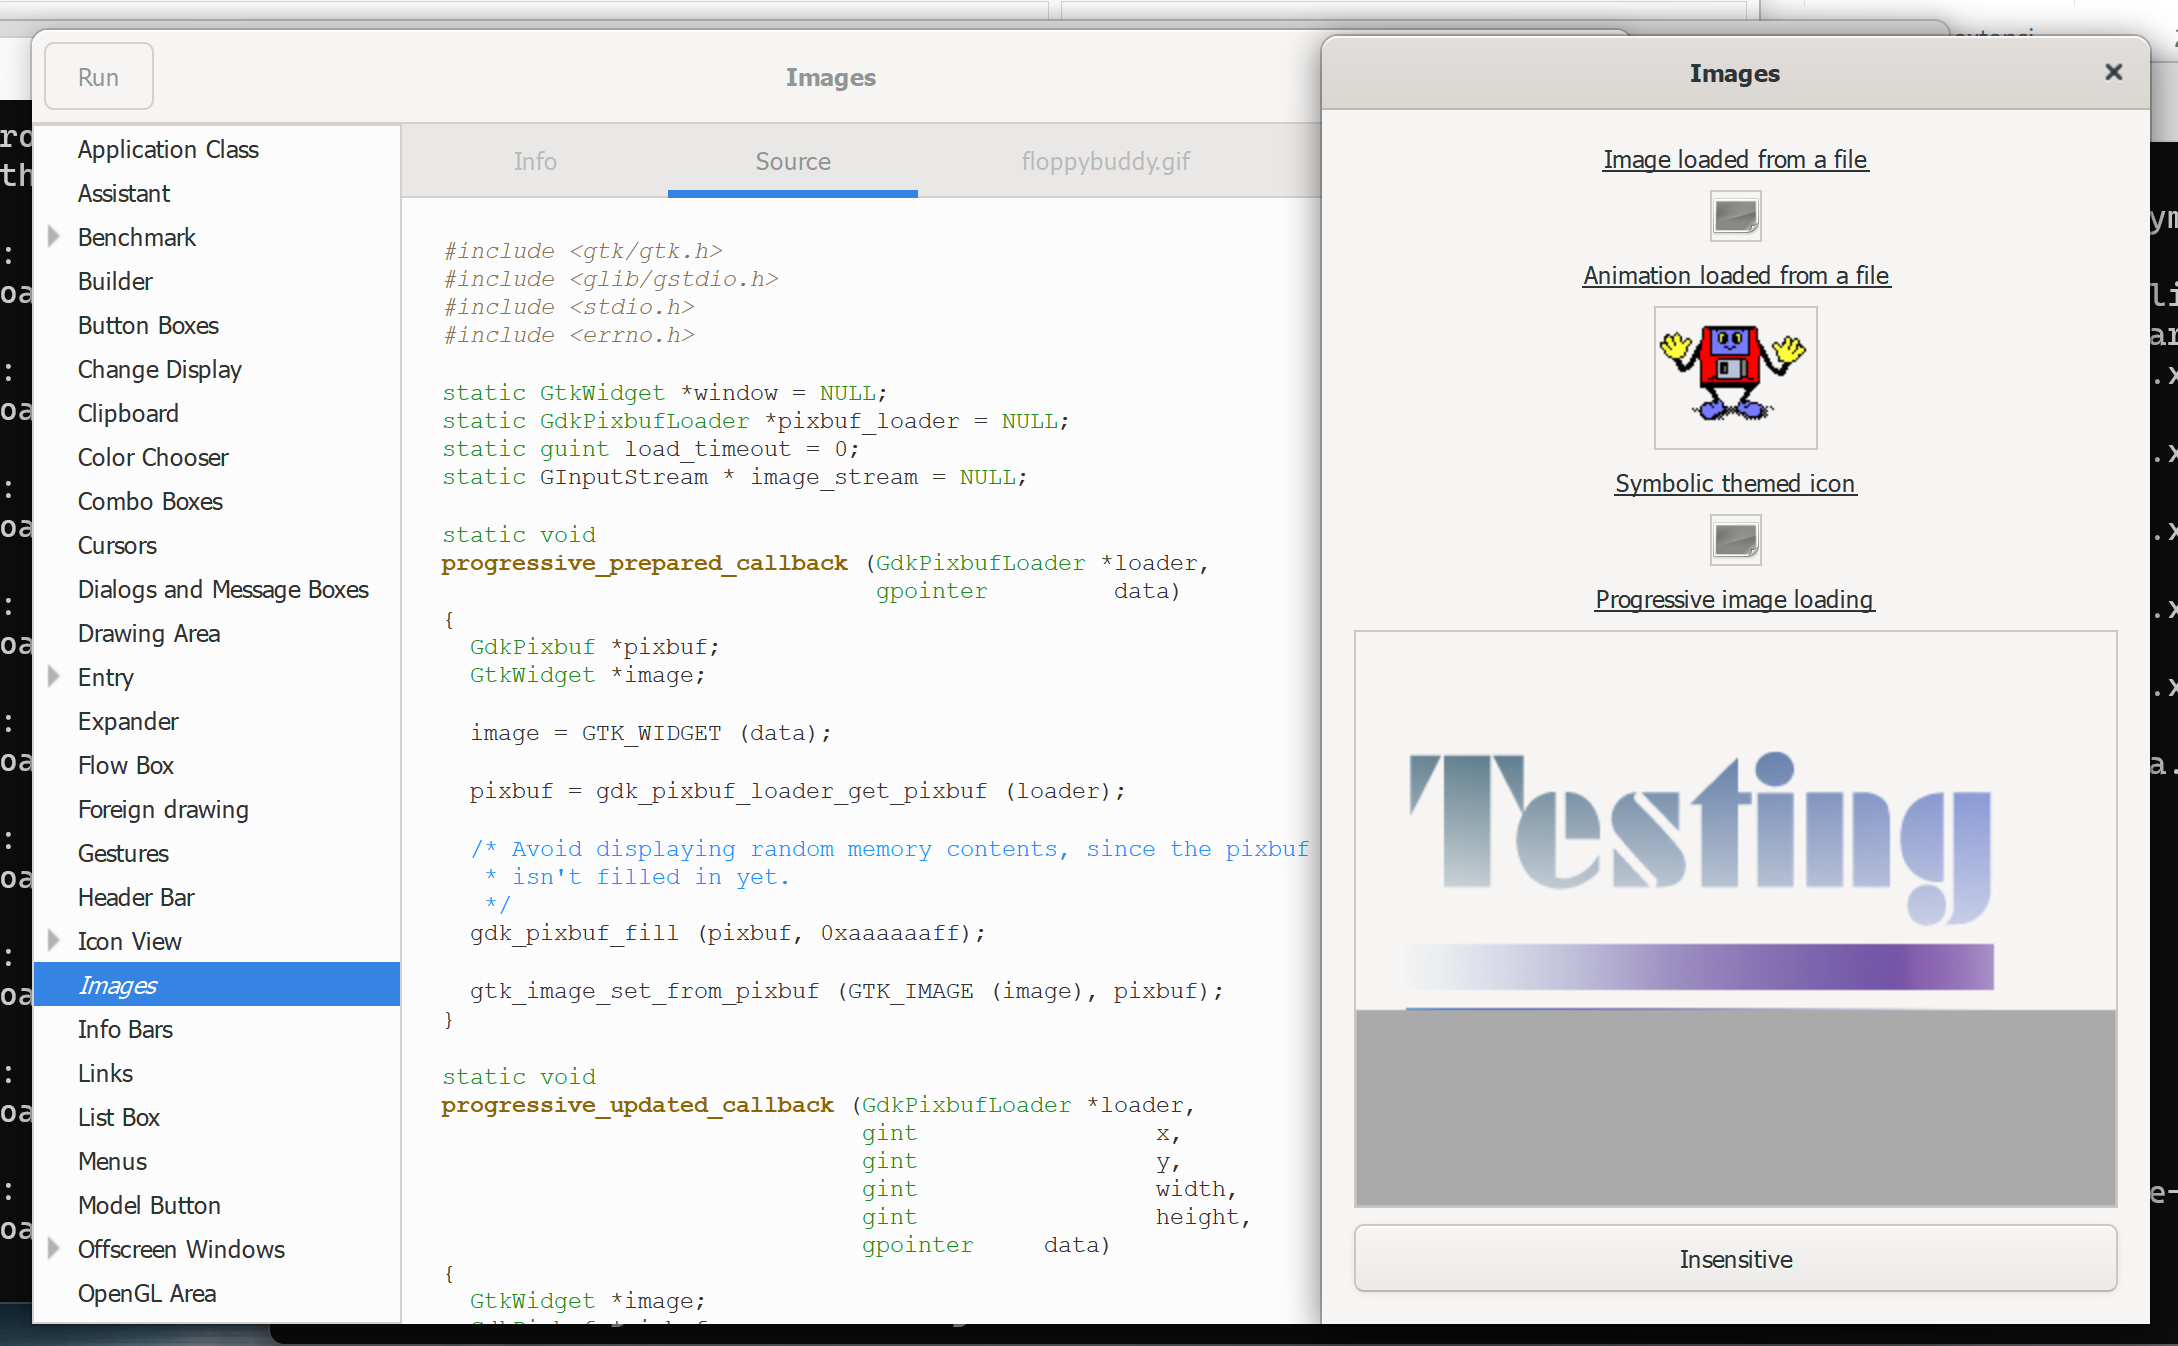 Run
Images
Application Class
Assistant
Benchmark
Builder
Button Boxes
Change Display
Clipboard
Color Chooser
Combo Boxes
Cursors
Dialogs and Message Boxes
Drawing Area
Entry
Expander
Flow Box
Foreign drawing
Gestures
Header Bar
Icon View
Images
Info Bars
Links
List Box
Menus
Model Button
Offscreen Windows
OpenGL Area
Info Source floppybuddy.gif
#include <gtk/gtk.h>
#include <glib/gstdio.h>
#include <stdio.h>
#include <errno.h>
static GtkWidget *window = NULL;
static GdkPixbufLoader *pixbuf_loader = NULL;
static guint load_timeout = 0;
static GInputStream * image_stream = NULL;
static void
progressive_prepared_callback (GdkPixbufLoader *loader,
gpointer data)
{
GdkPixbuf *pixbuf;
GtkWidget *image;
image = GTK_WIDGET (data);
pixbuf = gdk_pixbuf_loader_get_pixbuf (loader);
/* Avoid displaying random memory contents, since the pixbuf
* isn't filled in yet.
*/
gdk_pixbuf_fill (pixbuf, 0xaaaaaaff);
gtk_image_set_from_pixbuf (GTK_IMAGE (image), pixbuf);
}
static void
progressive_updated_callback (GdkPixbufLoader *loader,
gint x,
gint y,
gint width,
gint height,
gpointer data)
{
GtkWidget *image;
Images
Image loaded from a file
Animation loaded from a file
Symbolic themed icon
Progressive image loading
Testing
Insensitive